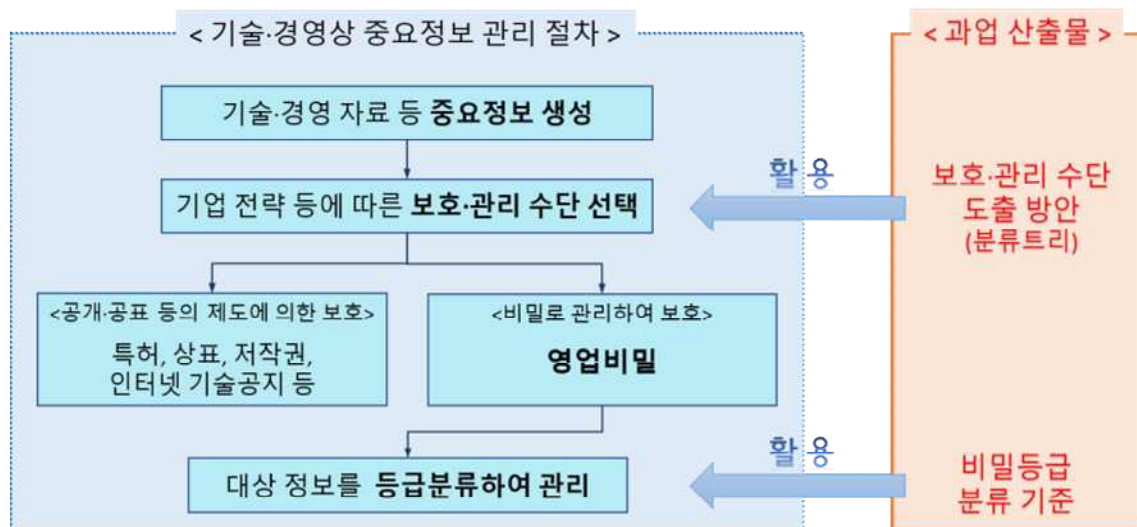 < 기술·경영상 중요정보 관리 절차 >
기술·경영 자료 등 중요정보 생성
기업 전략 등에 따른 보호·관리 수단 선택
<공개·공표 등의 제도에 의한 보호>
특허, 상표, 저작권,
인터넷 기술공지 등
<비밀로 관리하여 보호>
영업비밀
대상 정보를 등급분류하여 관리
활 용
활 용
< 과업 산출물 >
보호·관리 수단
도출 방안
(분류트리)
비밀등급
분류 기준